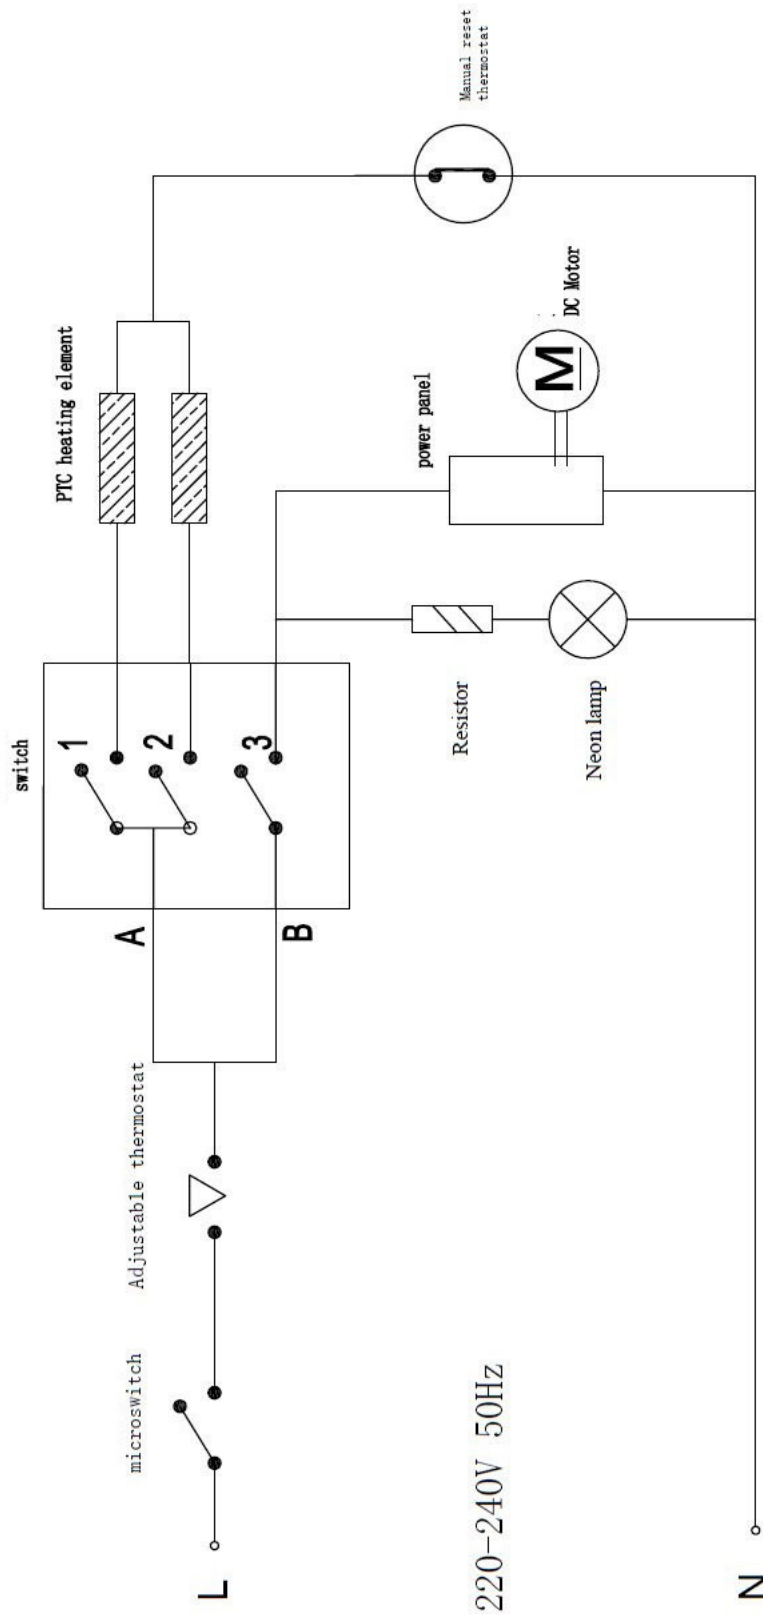 Manual reset
thermostat
DC Motor
M
PTC heating element
power panel
switch
1
2
3
Resistor
Neon lamp
A
B
Adjustable thermostat
microswitch
220-240V 50Hz
L
N